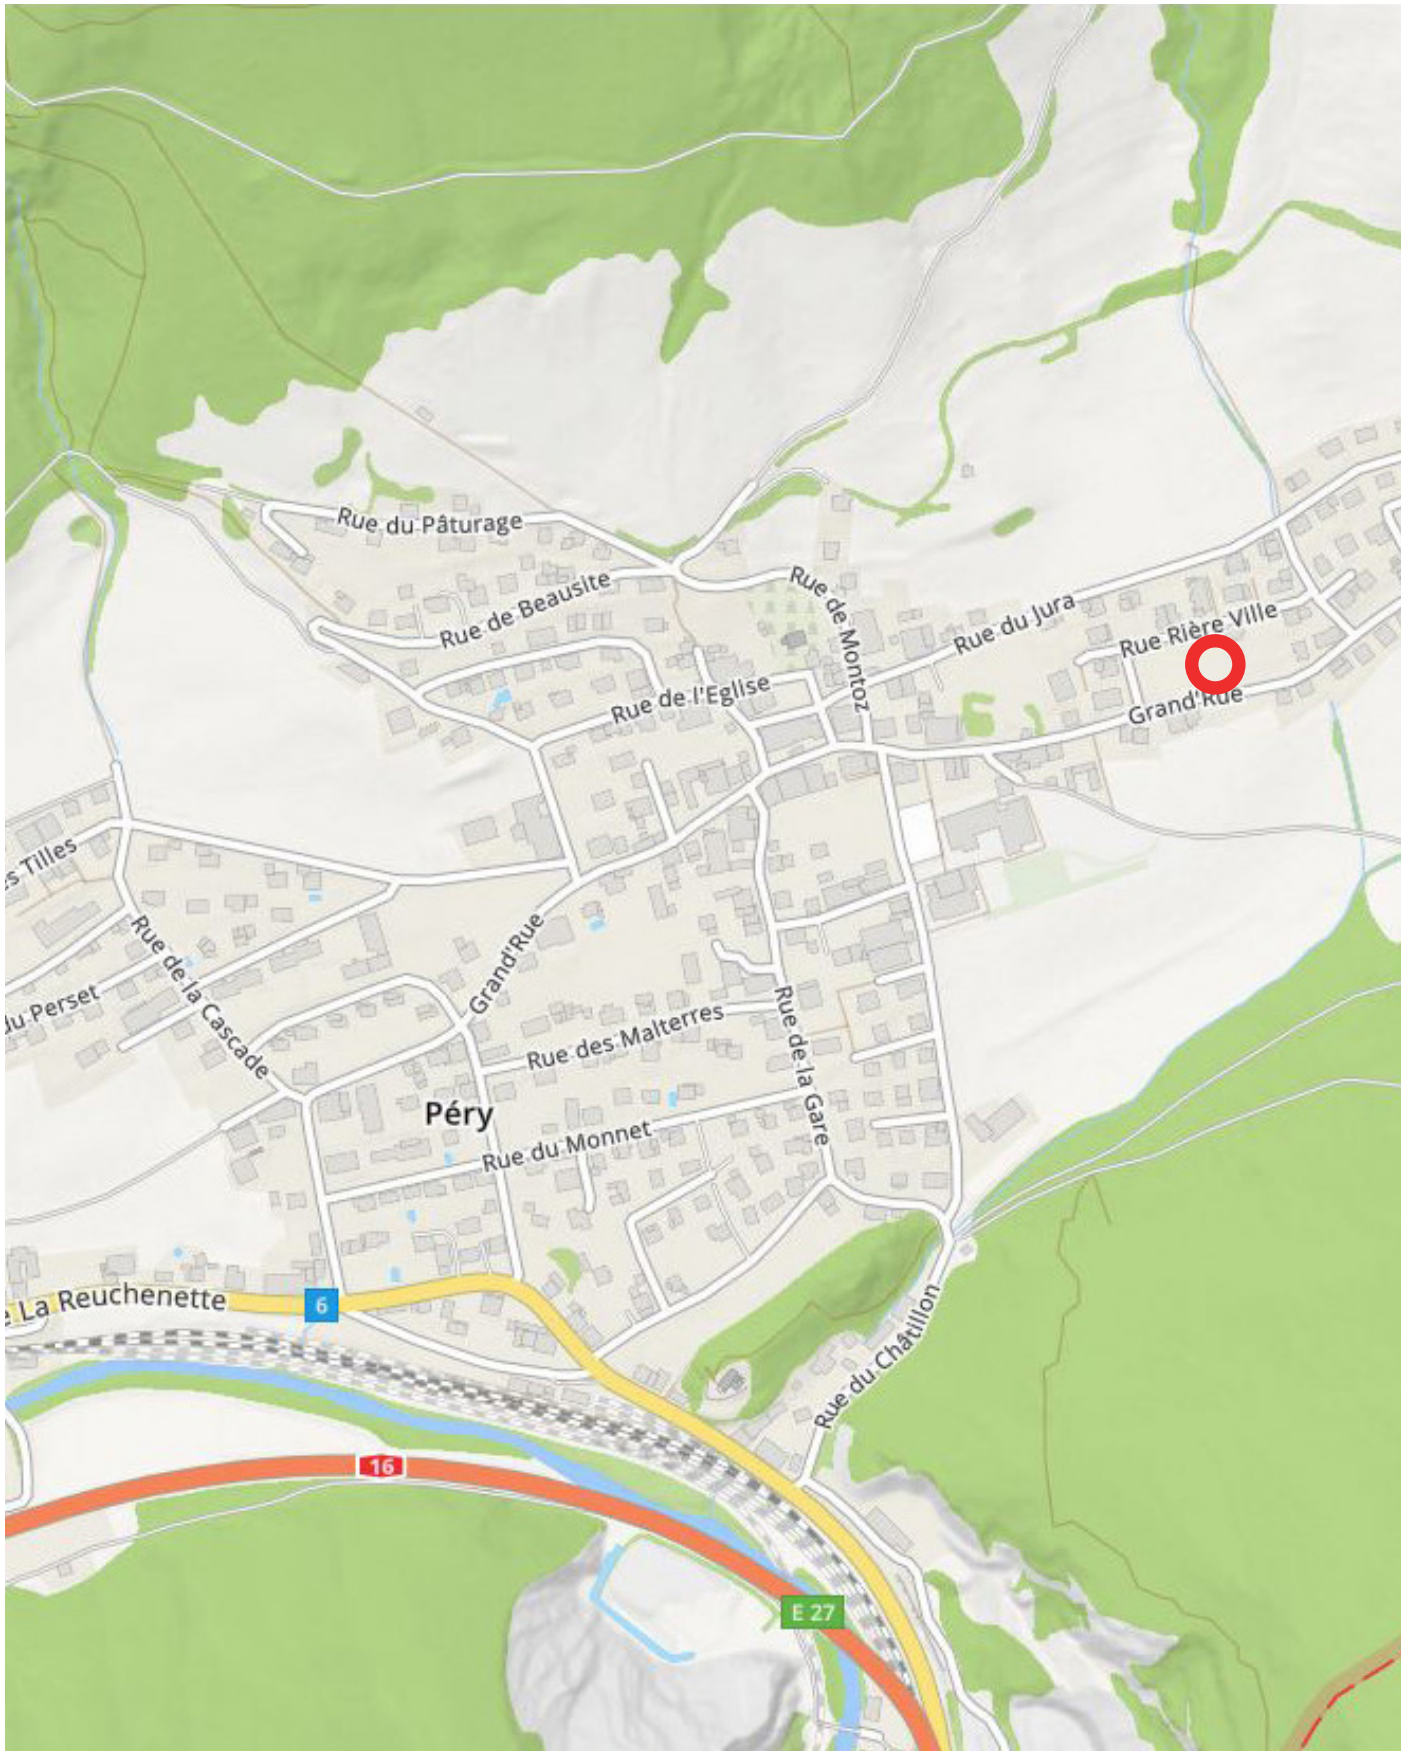 Rue du Pâturage
Rue de Beausite
Rue de Montoz
Rue du Jura
Rue Rière Ville
Rue de l'Eglise
Grand'Rue
es Tilles
Rue de la Cascade
Grand'Rue
du Perset
Rue des Malterres
Rue de la Gare
Péry
Rue du Monnet
e La Reuchenette
6
Rue du Châtillon
16
E 27